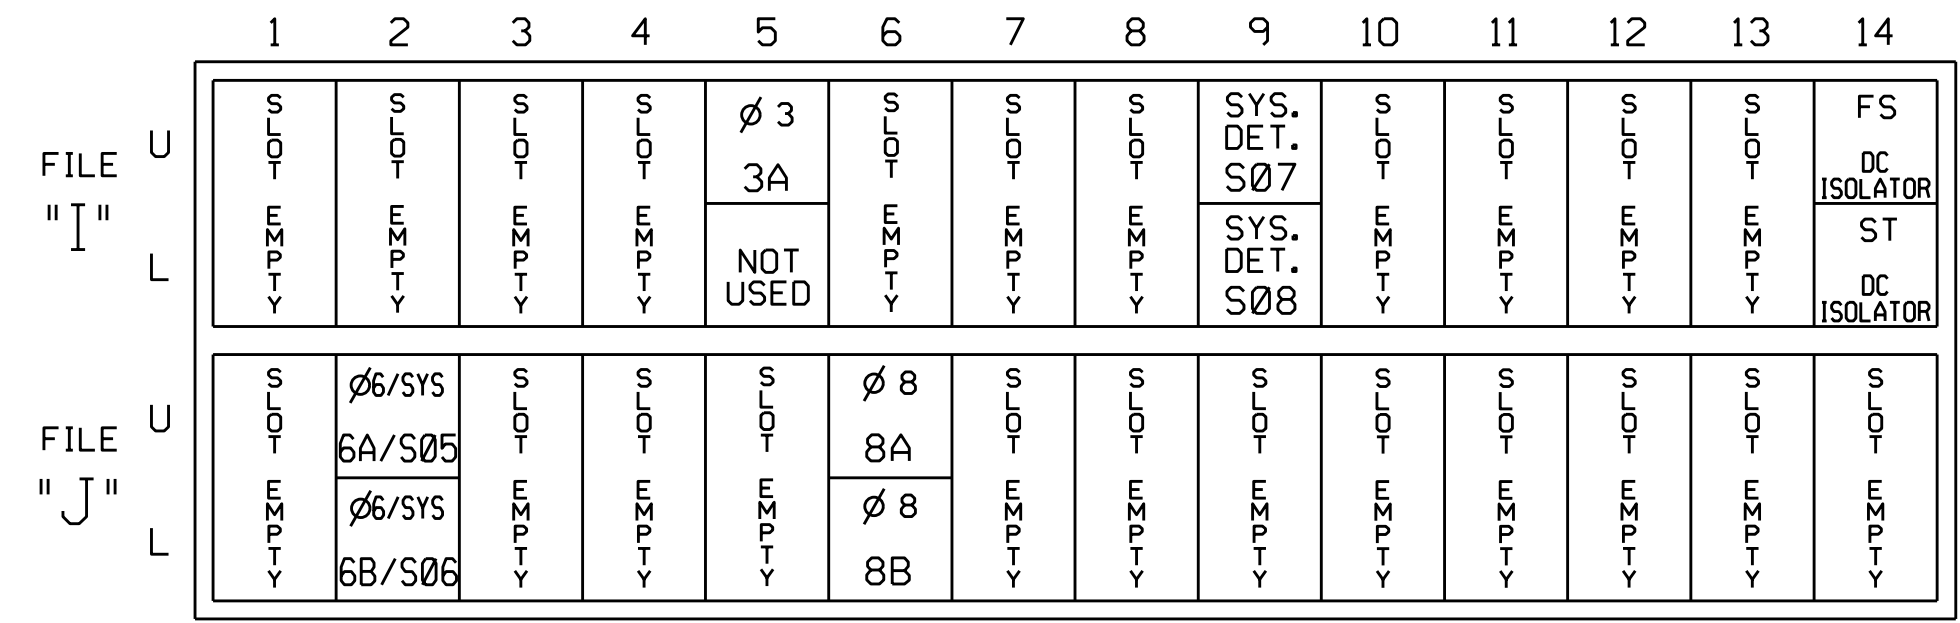 1 2 3 4 5 6 7 8 9 10 11 12 13 14
FILE
"I"
U
L
SLOT EMPTY
SLOT EMPTY
SLOT EMPTY
SLOT EMPTY
Ø 3
3A
NOT
USED
SLOT EMPTY
SLOT EMPTY
SLOT EMPTY
SYS.
DET.
SØ7
SYS.
DET.
SØ8
SLOT EMPTY
SLOT EMPTY
SLOT EMPTY
SLOT EMPTY
FS
DC
ISOLATOR
ST
DC
ISOLATOR
FILE
"J"
U
L
SLOT EMPTY
Ø6/SYS
6A/SØ5
Ø6/SYS
6B/SØ6
SLOT EMPTY
SLOT EMPTY
SLOT EMPTY
Ø 8
8A
Ø 8
8B
SLOT EMPTY
SLOT EMPTY
SLOT EMPTY
SLOT EMPTY
SLOT EMPTY
SLOT EMPTY
SLOT EMPTY
SLOT EMPTY